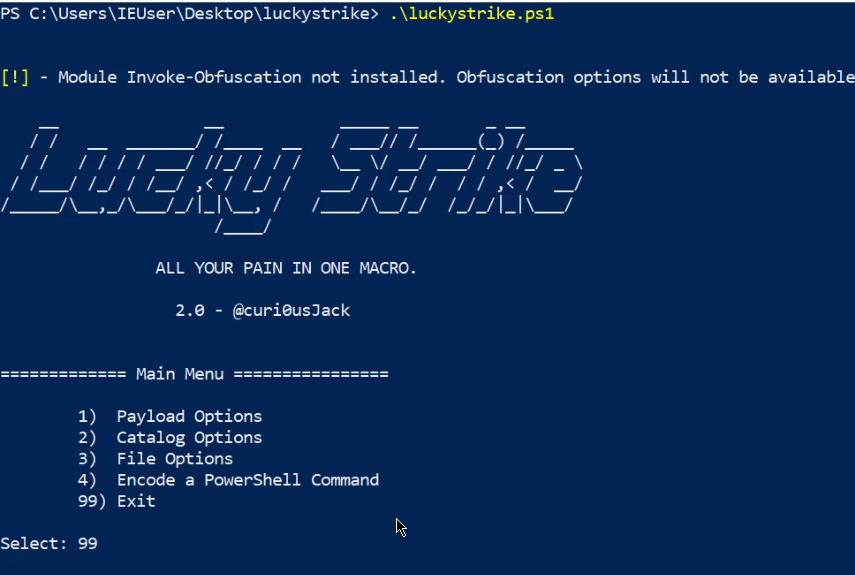 PS C:\Users\IEUser\Desktop\luckystrike> .\luckystrike.ps1
[!] - Module Invoke-Obfuscation not installed. Obfuscation options will not be available
Lucky Strike
ALL YOUR PAIN IN ONE MACRO.
2.0 - @curi0usJack
============= Main Menu ================
1) Payload Options
2) Catalog Options
3) File Options
4) Encode a PowerShell Command
99) Exit
Select: 99